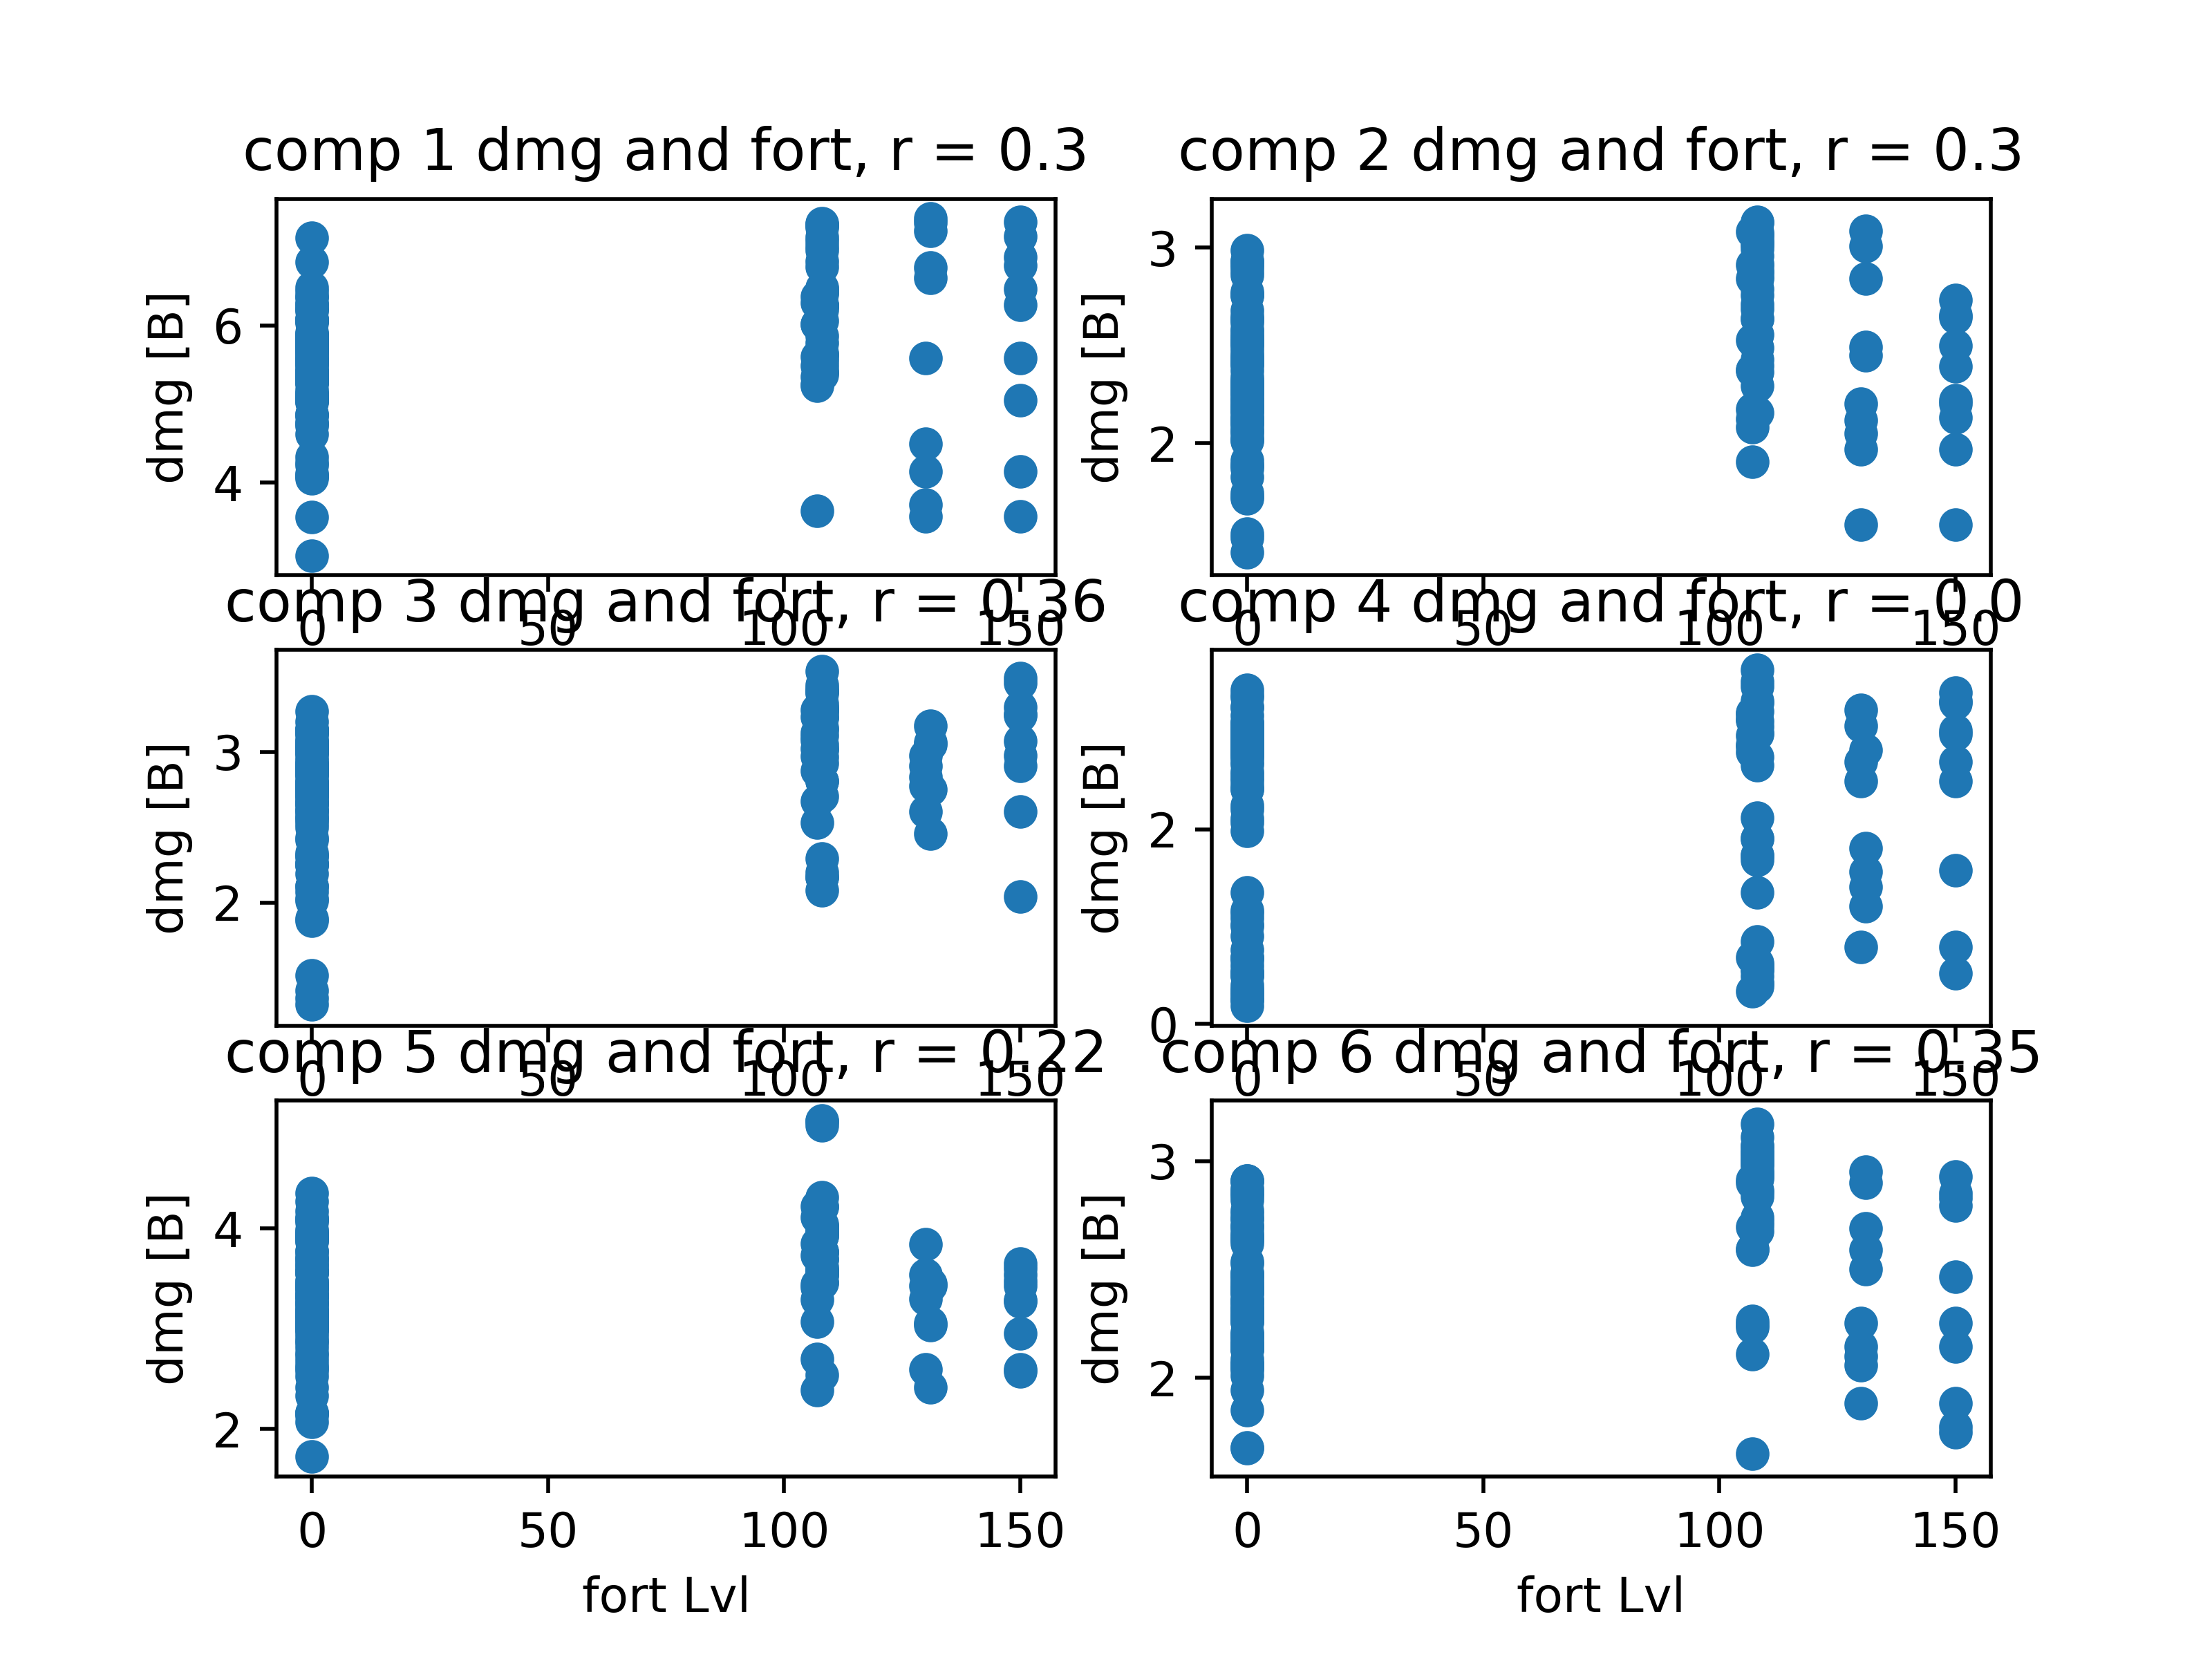 comp 1 dmg and fort, r = 0.3
comp 2 dmg and fort, r = 0.3
dmg [B]
6
4
0 50 100 150
dmg [B]
3
2
0 50 100 150
comp 3 dmg and fort, r = 0.36
comp 4 dmg and fort, r = 0.0
dmg [B]
3
2
0 50 100 150
dmg [B]
2
0
0 50 100 150
comp 5 dmg and fort, r = 0.22
comp 6 dmg and fort, r = 0.35
dmg [B]
4
2
0 50 100 150
fort Lvl
dmg [B]
3
2
0 50 100 150
fort Lvl